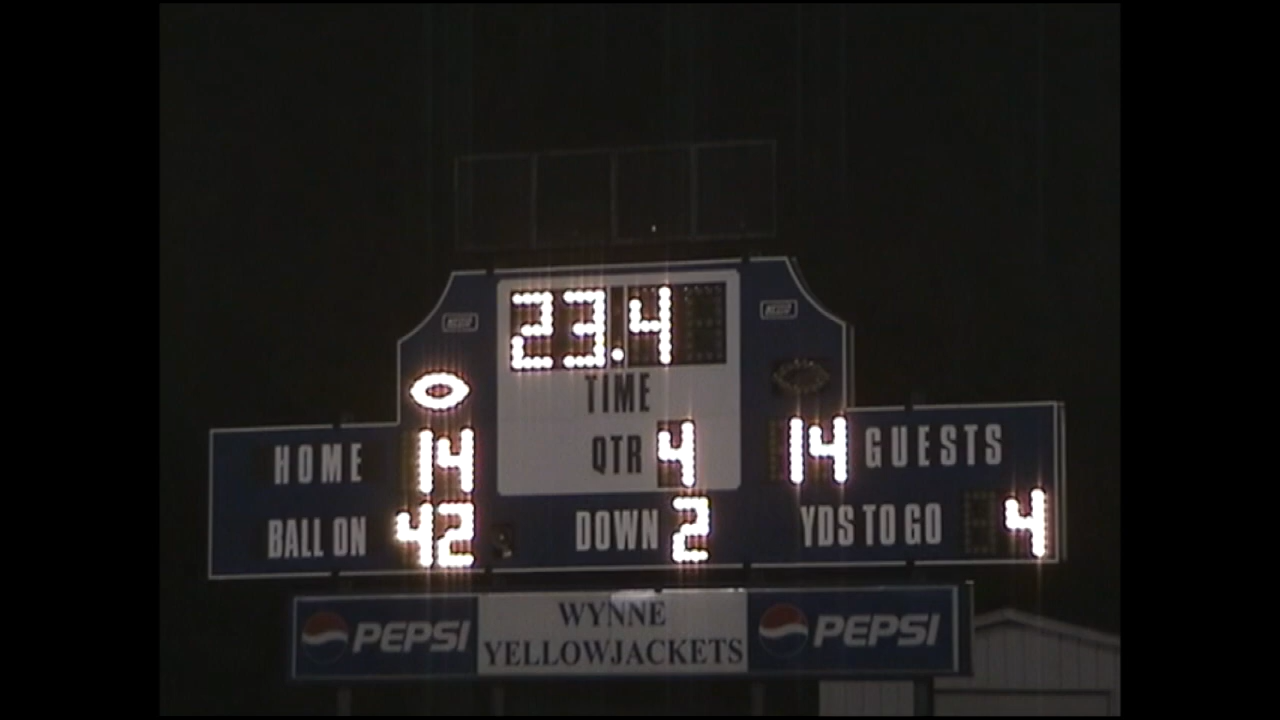 23.4
TIME
HOME 14 QTR 4 14 GUESTS
BALL ON 42 DOWN 2 YDS TO GO 4
PEPSI WYNNE YELLOWJACKETS PEPSI